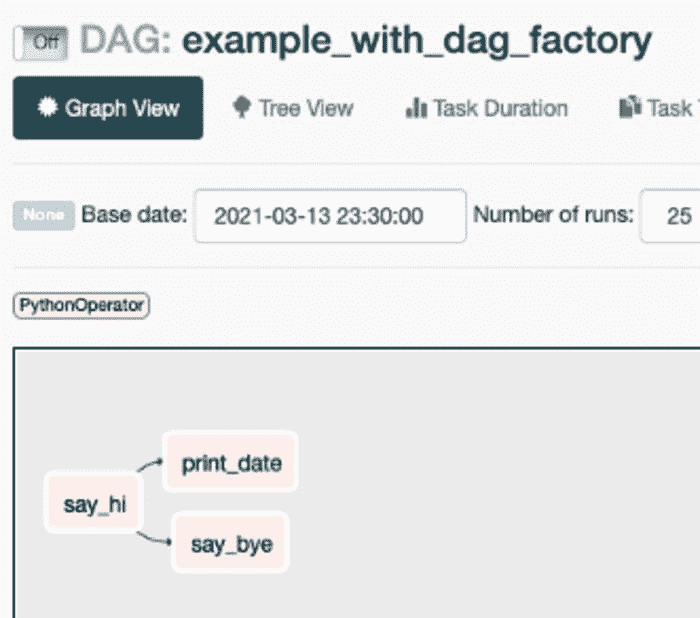 Off DAG: example_with_dag_factory
Graph View Tree View Task Duration Task
None Base date: 2021-03-13 23:30:00 Number of runs: 25
PythonOperator
print_date
say_hi
say_bye